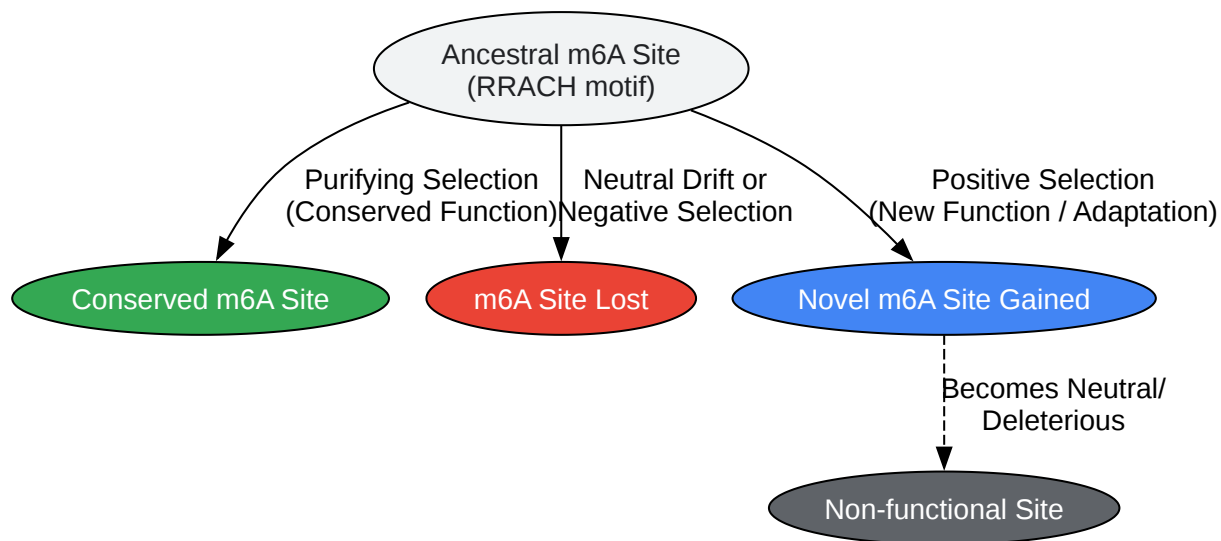 Ancestral m6A Site
(RRACH motif)
Purifying Selection
(Conserved Function)
Neutral Drift or
Negative Selection
Positive Selection
(New Function / Adaptation)
Conserved m6A Site
m6A Site Lost
Novel m6A Site Gained
Becomes Neutral/
Deleterious
Non-functional Site